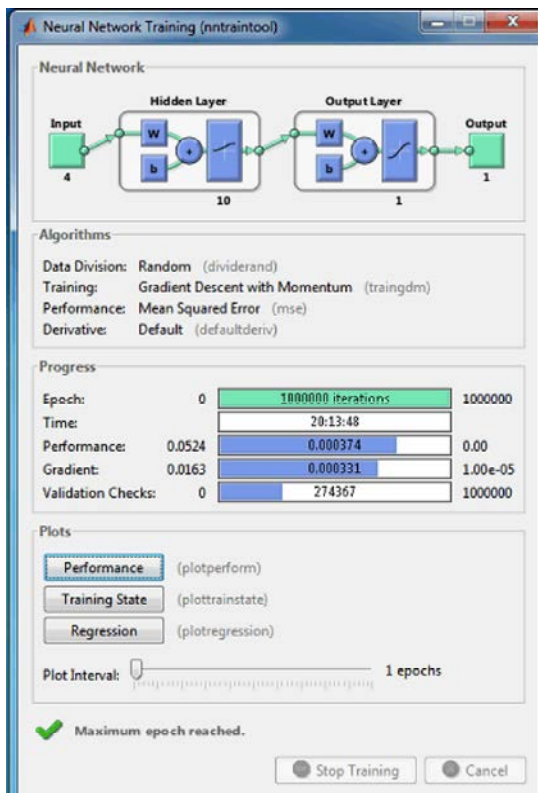 Neural Network Training (nntraintool)
Neural Network
Hidden Layer
Output Layer
Input
Output
W
b
W
b
4
10
1
1
Algorithms
Data Division: Random (dividerand)
Training: Gradient Descent with Momentum (traingdm)
Performance: Mean Squared Error (mse)
Derivative: Default (defaultderiv)
Progress
Epoch: 0 1000000 iterations 1000000
Time: 20:13:48
Performance: 0.0524 0.000374 0.00
Gradient: 0.0163 0.000331 1.00e-05
Validation Checks: 0 274367 1000000
Plots
Performance (plotperform)
Training State (plottrainstate)
Regression (plotregression)
Plot Interval: 1 epochs
Maximum epoch reached.
Stop Training Cancel